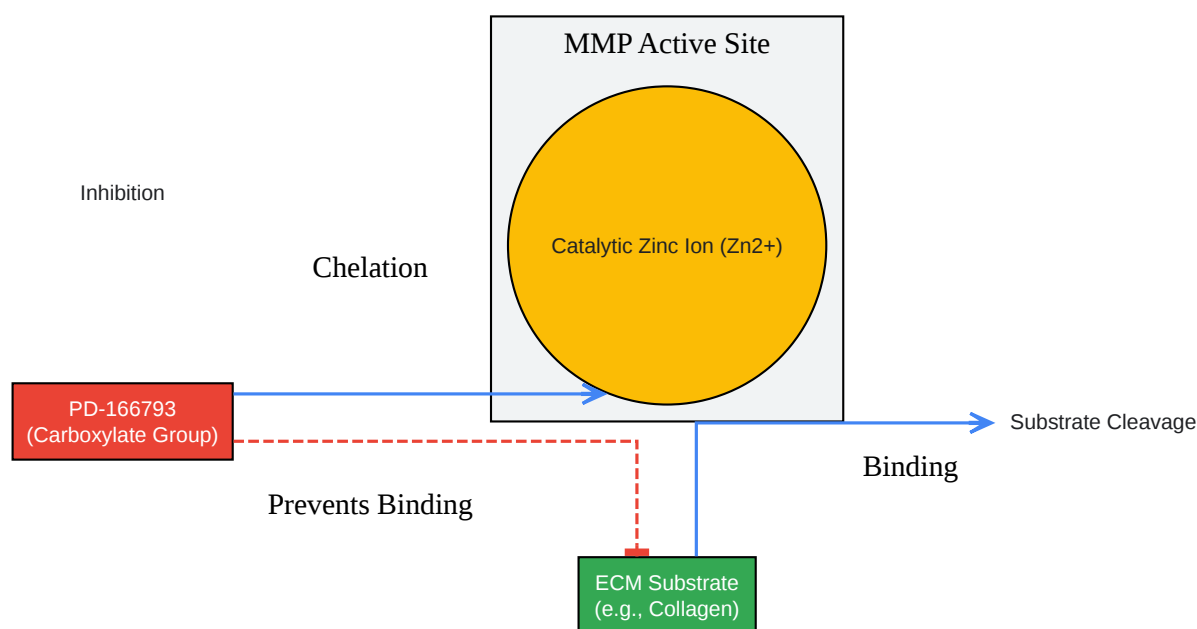 MMP Active Site
Inhibition
Catalytic Zinc Ion (Zn2+)
Chelation
PD-166793
(Carboxylate Group)
Substrate Cleavage
Binding
Prevents Binding
ECM Substrate
(e.g., Collagen)